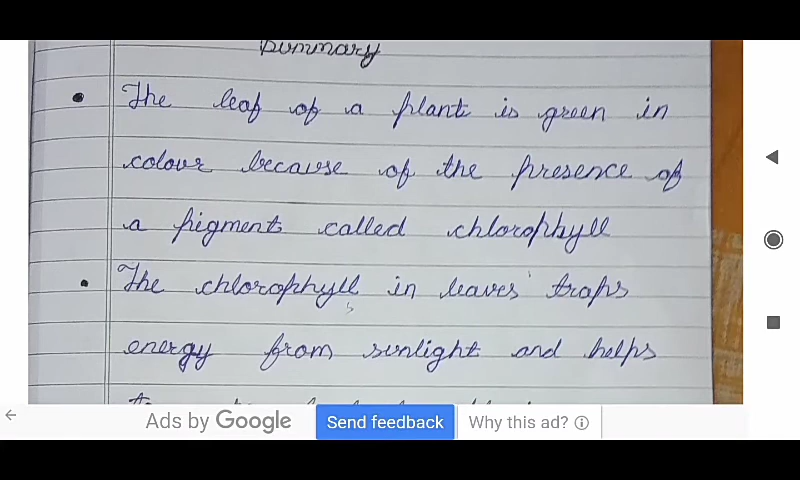 Summary
• The leaf of a plant is green in
colour because of the presence of
a pigment called chlorophyll
• The chlorophyll in leaves traps
energy from sunlight and helps
Ads by Google
Send feedback
Why this ad?